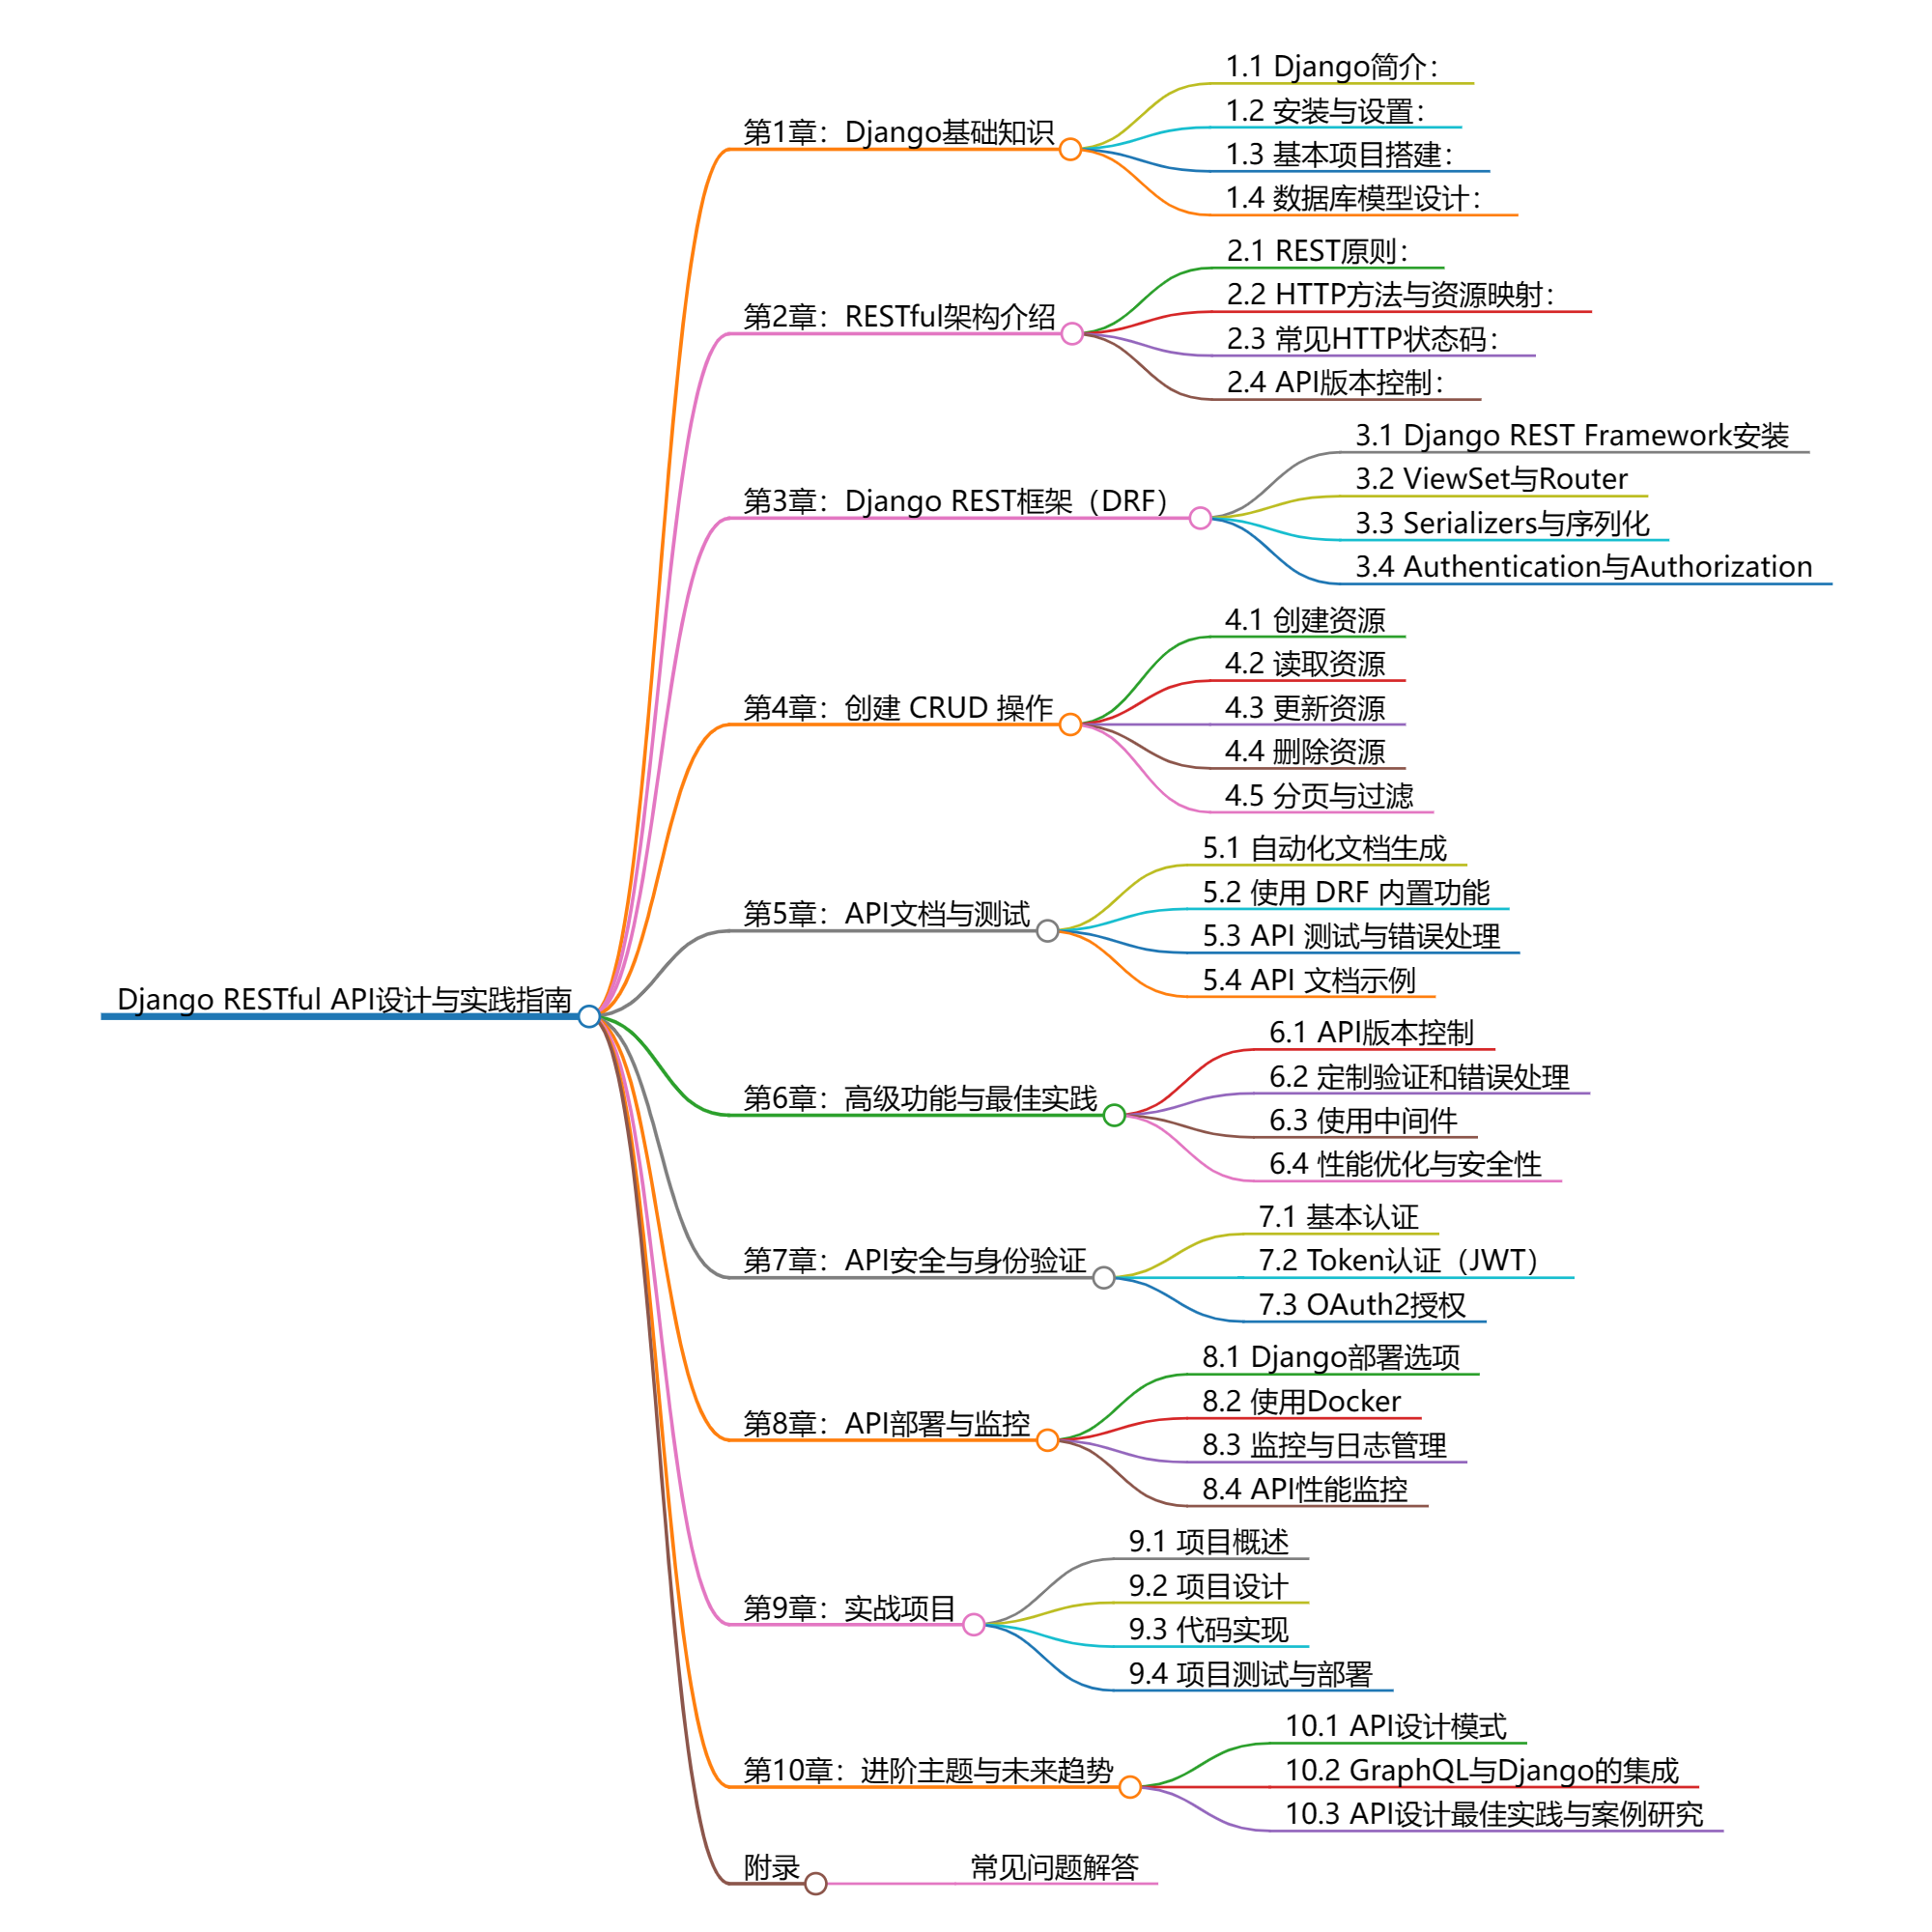 Django RESTful API设计与实践指南
第1章：Django基础知识
1.1 Django简介：
1.2 安装与设置：
1.3 基本项目搭建：
1.4 数据库模型设计：
第2章：RESTful架构介绍
2.1 REST原则：
2.2 HTTP方法与资源映射：
2.3 常见HTTP状态码：
2.4 API版本控制：
第3章：Django REST框架（DRF）
3.1 Django REST Framework安装
3.2 ViewSet与Router
3.3 Serializers与序列化
3.4 Authentication与Authorization
第4章：创建 CRUD 操作
4.1 创建资源
4.2 读取资源
4.3 更新资源
4.4 删除资源
4.5 分页与过滤
第5章：API文档与测试
5.1 自动化文档生成
5.2 使用 DRF 内置功能
5.3 API 测试与错误处理
5.4 API 文档示例
第6章：高级功能与最佳实践
6.1 API版本控制
6.2 定制验证和错误处理
6.3 使用中间件
6.4 性能优化与安全性
第7章：API安全与身份验证
7.1 基本认证
7.2 Token认证（JWT）
7.3 OAuth2授权
第8章：API部署与监控
8.1 Django部署选项
8.2 使用Docker
8.3 监控与日志管理
8.4 API性能监控
第9章：实战项目
9.1 项目概述
9.2 项目设计
9.3 代码实现
9.4 项目测试与部署
第10章：进阶主题与未来趋势
10.1 API设计模式
10.2 GraphQL与Django的集成
10.3 API设计最佳实践与案例研究
附录
常见问题解答